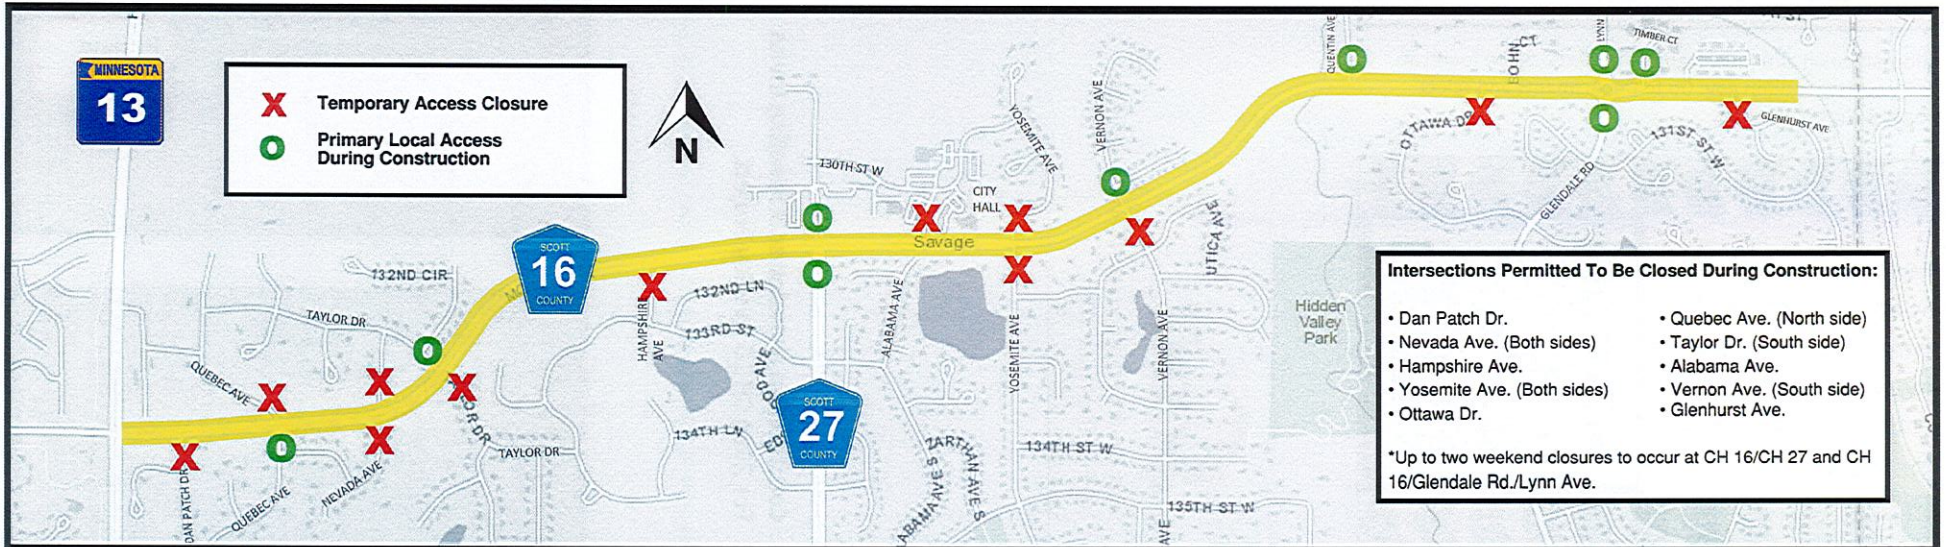 MINNESOTA
13
X Temporary Access Closure
O Primary Local Access
During Construction
N
QUENTIN AVE
LYNN
TIMBER CT
OTTAWA DR
131ST ST W
GLENHURST AVE
GLENDALE RD
VERNON AVE
YOSEMITE AVE
130TH ST W
CITY
HALL
Savage
UTICA AVE
SCOTT
16
COUNTY
132ND CIR
TAYLOR DR
HAMPSHIRE
AVE
132ND LN
133RD ST
ALABAMA AVE
YOSEMITE AVE
VERNON AVE
Hidden
Valley
Park
QUEBEC AVE
TAYLOR DR
134TH LN
SCOTT
27
COUNTY
134TH ST W
DAN PATCH DR
QUEBEC AVE
NEVADA AVE
ZARTHAN AVE S
135TH ST W
AVE
Intersections Permitted To Be Closed During Construction:
• Dan Patch Dr.
• Nevada Ave. (Both sides)
• Hampshire Ave.
• Yosemite Ave. (Both sides)
• Ottawa Dr.
• Quebec Ave. (North side)
• Taylor Dr. (South side)
• Alabama Ave.
• Vernon Ave. (South side)
• Glenhurst Ave.
*Up to two weekend closures to occur at CH 16/CH 27 and CH
16/Glendale Rd./Lynn Ave.